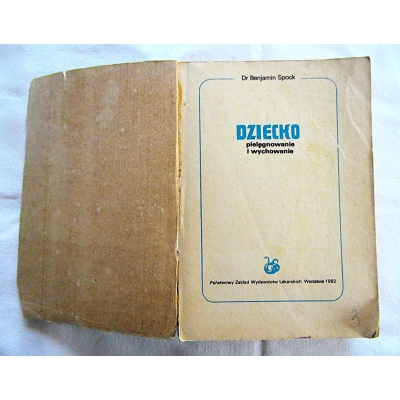 Dr Benjamin Spock
DZIECKO
pielęgnowanie
i wychowanie
Państwowy Zakład Wydawnictw Lekarskich Warszawa 1982
3